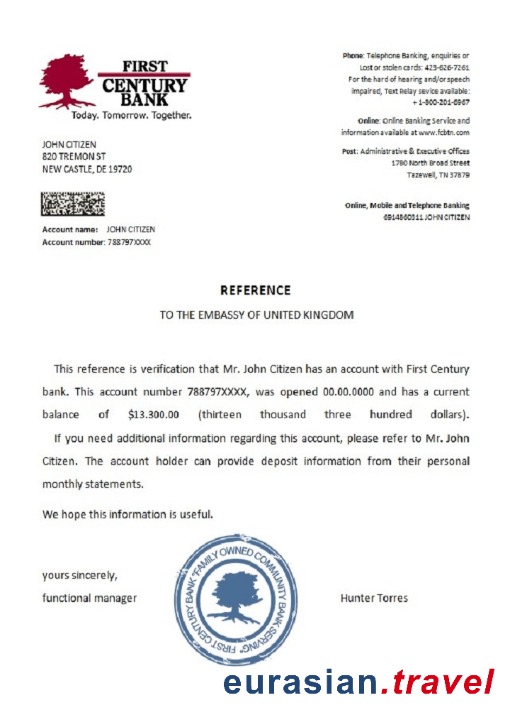 FIRST
CENTURY
BANK
Today. Tomorrow. Together.
Phone: Telephone Banking, enquiries or
Lost or stolen cards: 423-626-7261
For the hard of hearing and/or speech
impaired, Text Relay sevice available:
+ 1-800-201-6967
Online: Online Banking Service and
information available at www.fcbtn.com
Post: Administrative & Executive Offices
1780 North Broad Street
Tazewell, TN 37879
Online, Mobile and Telephone Banking
6914860311 JOHN CITIZEN
JOHN CITIZEN
820 TREMON ST
NEW CASTLE, DE 19720
Account name: JOHN CITIZEN
Account number: 788797XXXX
REFERENCE
TO THE EMBASSY OF UNITED KINGDOM
This reference is verification that Mr. John Citizen has an account with First Century
bank. This account number 788797XXXX, was opened 00.00.0000 and has a current
balance of $13.300.00 (thirteen thousand three hundred dollars).
If you need additional information regarding this account, please refer to Mr. John
Citizen. The account holder can provide deposit information from their personal
monthly statements.
We hope this information is useful.
yours sincerely,
functional manager
Hunter Torres
FIRST CENTURY BANK "FAMILY OWNED COMMUNITY BANK SERVING"
eurasian.travel